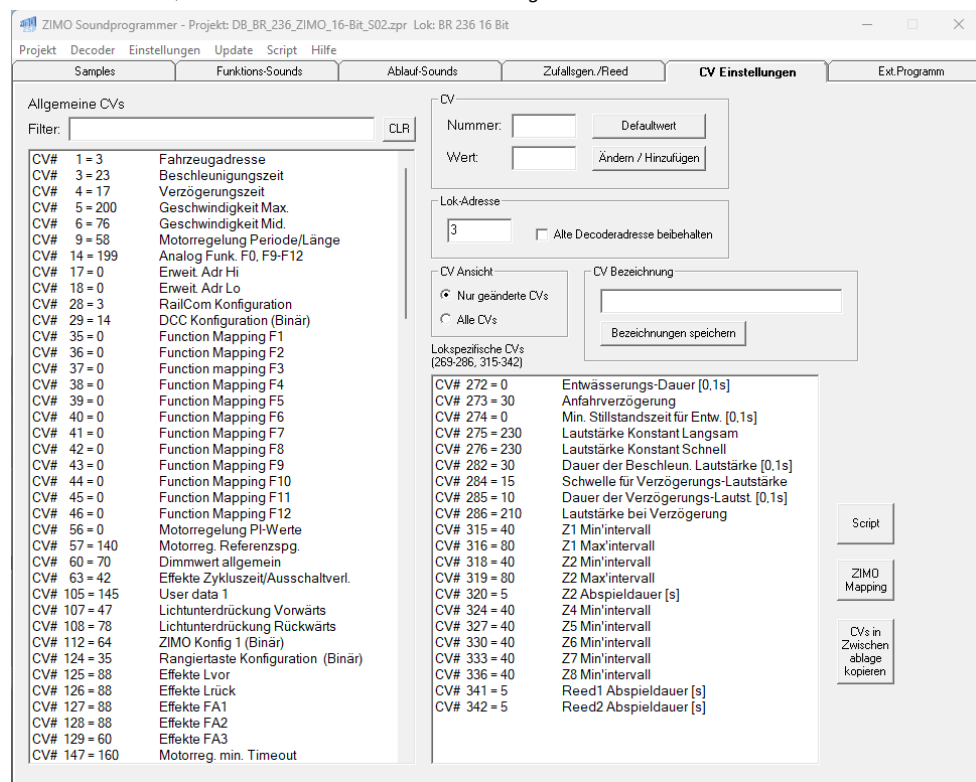 ZIMO Soundprogrammer - Projekt: DB_BR_236_ZIMO_16-Bit_S02.zpr Lok: BR 236 16 Bit
Projekt Decoder Einstellungen Update Script Hilfe
Samples Funktions-Sounds Ablauf-Sounds Zufallsgen./Reed CV Einstellungen Ext.Programm
Allgemeine CVs
Filter: CLR
CV# 1 = 3 Fahrzeugadresse
CV# 3 = 23 Beschleunigungszeit
CV# 4 = 17 Verzögerungszeit
CV# 5 = 200 Geschwindigkeit Max.
CV# 6 = 76 Geschwindigkeit Mid.
CV# 9 = 58 Motorregelung Periode/Länge
CV# 14 = 199 Analog Funk. F0, F9-F12
CV# 17 = 0 Erweit. Adr Hi
CV# 18 = 0 Erweit. Adr Lo
CV# 28 = 3 RailCom Konfiguration
CV# 29 = 14 DCC Konfiguration (Binär)
CV# 35 = 0 Function Mapping F1
CV# 36 = 0 Function Mapping F2
CV# 37 = 0 Function mapping F3
CV# 38 = 0 Function Mapping F4
CV# 39 = 0 Function Mapping F5
CV# 40 = 0 Function Mapping F6
CV# 41 = 0 Function Mapping F7
CV# 42 = 0 Function Mapping F8
CV# 43 = 0 Function Mapping F9
CV# 44 = 0 Function Mapping F10
CV# 45 = 0 Function Mapping F11
CV# 46 = 0 Function Mapping F12
CV# 56 = 0 Motorregelung PI-Werte
CV# 57 = 140 Motorreg. Referenzspg.
CV# 60 = 70 Dimmwert allgemein
CV# 63 = 42 Effekte Zykluszeit/Ausschaltverl.
CV# 105 = 145 User data 1
CV# 107 = 47 Lichtunterdrückung Vorwärts
CV# 108 = 78 Lichtunterdrückung Rückwärts
CV# 112 = 64 ZIMO Konfig 1 (Binär)
CV# 124 = 35 Rangiertaste Konfiguration (Binär)
CV# 125 = 88 Effekte Lvor
CV# 126 = 88 Effekte Lrück
CV# 127 = 88 Effekte FA1
CV# 128 = 88 Effekte FA2
CV# 129 = 60 Effekte FA3
CV# 147 = 160 Motorreg. min. Timeout
CV
Nummer: Defaultwert
Wert: Ändern / Hinzufügen
Lok-Adresse
3 Alte Decoderadresse beibehalten
CV Ansicht
Nur geänderte CVs
Alle CVs
CV Bezeichnung
Bezeichnungen speichern
Lokspezifische CVs
(269-286, 315-342)
CV# 272 = 0 Entwässerungs-Dauer [0,1s]
CV# 273 = 30 Anfahrverzögerung
CV# 274 = 0 Min. Stillstandszeit für Entw. [0,1s]
CV# 275 = 230 Lautstärke Konstant Langsam
CV# 276 = 230 Lautstärke Konstant Schnell
CV# 282 = 30 Dauer der Beschleun. Lautstärke [0,1s]
CV# 284 = 15 Schwelle für Verzögerungs-Lautstärke
CV# 285 = 10 Dauer der Verzögerungs-Lautst. [0,1s]
CV# 286 = 210 Lautstärke bei Verzögerung
CV# 315 = 40 Z1 Min'intervall
CV# 316 = 80 Z1 Max'intervall
CV# 318 = 40 Z2 Min'intervall
CV# 319 = 80 Z2 Max'intervall
CV# 320 = 5 Z2 Abspieldauer [s]
CV# 324 = 40 Z4 Min'intervall
CV# 327 = 40 Z5 Min'intervall
CV# 330 = 40 Z6 Min'intervall
CV# 333 = 40 Z7 Min'intervall
CV# 336 = 40 Z8 Min'intervall
CV# 341 = 5 Reed1 Abspieldauer [s]
CV# 342 = 5 Reed2 Abspieldauer [s]
Script
ZIMO
Mapping
CVs in
Zwischen
ablage
kopieren